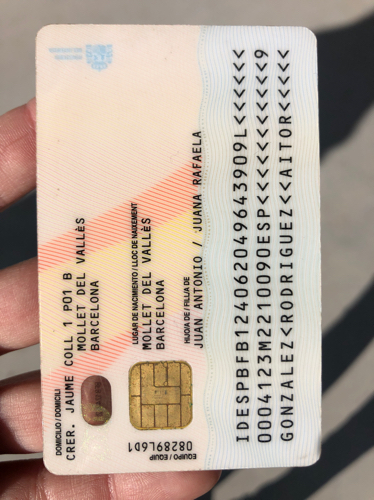 DOMICILIO / DOMICILI
CRER. JAUME COLL 1 P01 B
MOLLET DEL VALLÈS
BARCELONA
LUGAR DE NACIMIENTO / LLOC DE NAIXEMENT
MOLLET DEL VALLÈS
BARCELONA
HIJO/A DE / FILL/A DE
JUAN ANTONIO / JUANA RAFAELA
EQUIPO / EQUIP
08289L6D1
IDESPBFB124062049643909L<<<<<<
0004123M2210090ESP<<<<<<<<<<<9
GONZALEZ<RODRIGUEZ<<AITOR<<<<<